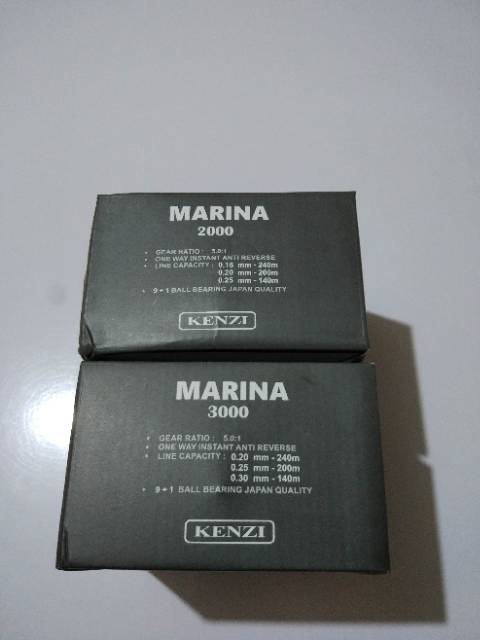 MARINA
2000
• GEAR RATIO : 5.0:1
• ONE WAY INSTANT ANTI REVERSE
• LINE CAPACITY : 0.16 mm - 240m
0.20 mm - 200m
0.25 mm - 140m
• 9 + 1 BALL BEARING JAPAN QUALITY
KENZI
MARINA
3000
• GEAR RATIO : 5.0:1
• ONE WAY INSTANT ANTI REVERSE
• LINE CAPACITY : 0.20 mm - 240m
0.25 mm - 200m
0.30 mm - 140m
• 9 + 1 BALL BEARING JAPAN QUALITY
KENZI